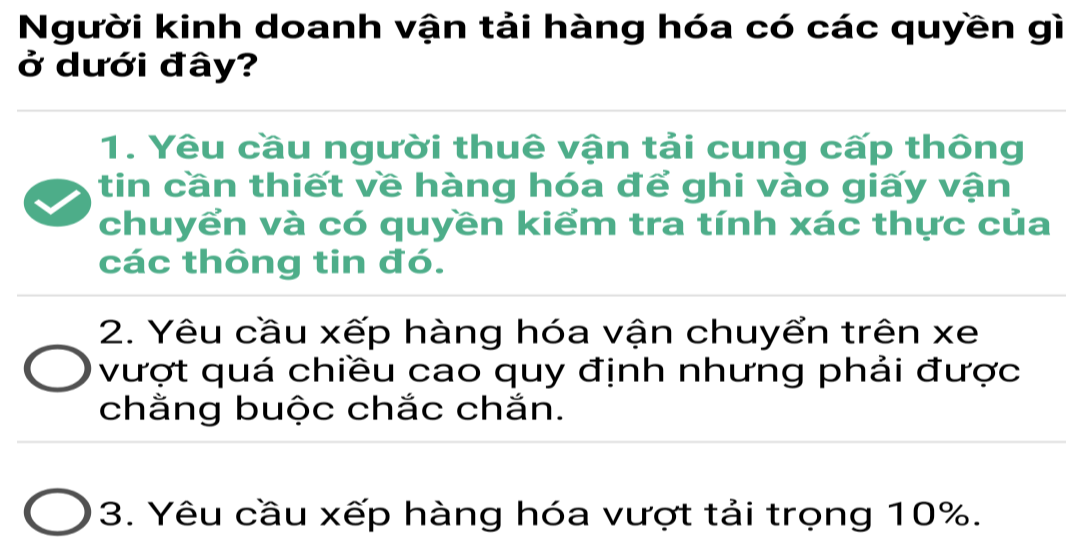 Người kinh doanh vận tải hàng hóa có các quyền gì
ở dưới đây?
1. Yêu cầu người thuê vận tải cung cấp thông
tin cần thiết về hàng hóa để ghi vào giấy vận
chuyển và có quyền kiểm tra tính xác thực của
các thông tin đó.
2. Yêu cầu xếp hàng hóa vận chuyển trên xe
vượt quá chiều cao quy định nhưng phải được
chằng buộc chắc chắn.
3. Yêu cầu xếp hàng hóa vượt tải trọng 10%.